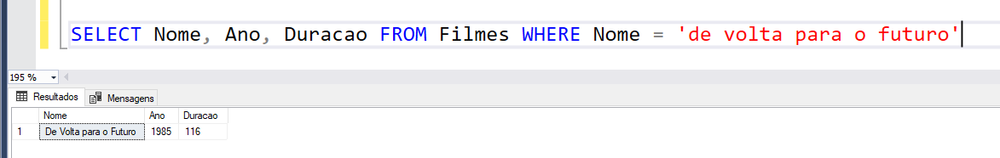 SELECT Nome, Ano, Duracao FROM Filmes WHERE Nome = 'de volta para o futuro'
195 %
Resultados Mensagens
Nome Ano Duracao
1 De Volta para o Futuro 1985 116